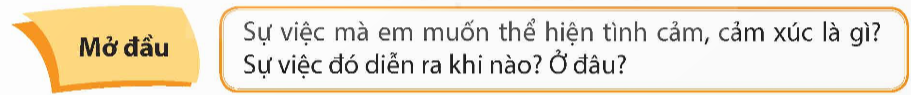 Mở đầu
Sự việc mà em muốn thể hiện tình cảm, cảm xúc là gì?
Sự việc đó diễn ra khi nào? Ở đâu?